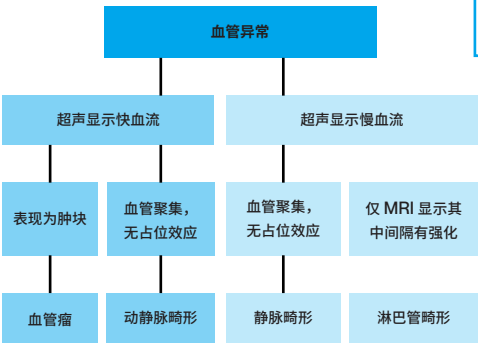 血管异常
超声显示快血流
超声显示慢血流
表现为肿块
血管聚集，
无占位效应
血管聚集，
无占位效应
仅 MRI 显示其
中间隔有强化
血管瘤
动静脉畸形
静脉畸形
淋巴管畸形